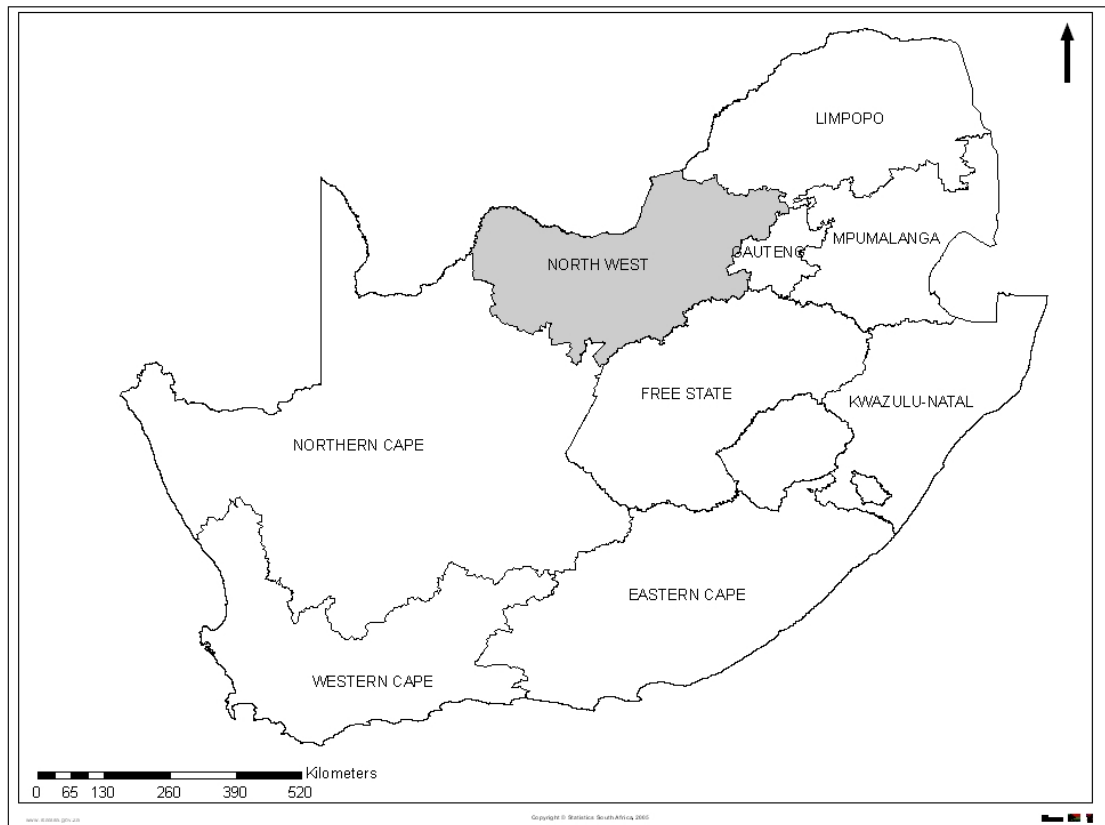 LIMPOPO
MPUMALANGA
GAUTENG
NORTH WEST
FREE STATE
KWAZULU-NATAL
NORTHERN CAPE
EASTERN CAPE
WESTERN CAPE
Kilometers
0 65 130 260 390 520
Copyright © Statistics South Africa, 2005